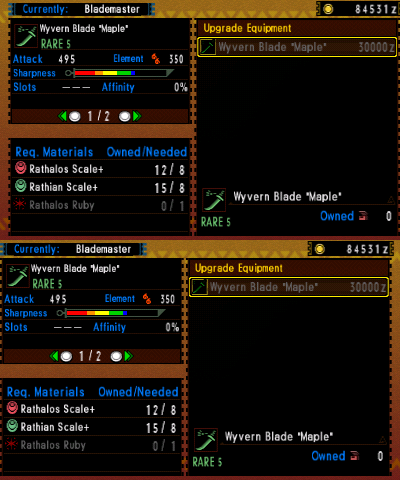 Currently: Blademaster
84531z
Wyvern Blade "Maple"
RARE 5
Attack 495 Element 350
Sharpness
Slots --- Affinity 0%
1/2
Req. Materials Owned/Needed
Rathalos Scale+ 12/ 8
Rathian Scale+ 15/ 8
Rathalos Ruby 0/ 1
Upgrade Equipment
Wyvern Blade "Maple" 30000z
Wyvern Blade "Maple"
RARE 5
Owned 0
Currently: Blademaster
84531z
Wyvern Blade "Maple"
RARE 5
Attack 495 Element 350
Sharpness
Slots --- Affinity 0%
1/2
Req. Materials Owned/Needed
Rathalos Scale+ 12/ 8
Rathian Scale+ 15/ 8
Rathalos Ruby 0/ 1
Upgrade Equipment
Wyvern Blade "Maple" 30000z
Wyvern Blade "Maple"
RARE 5
Owned 0